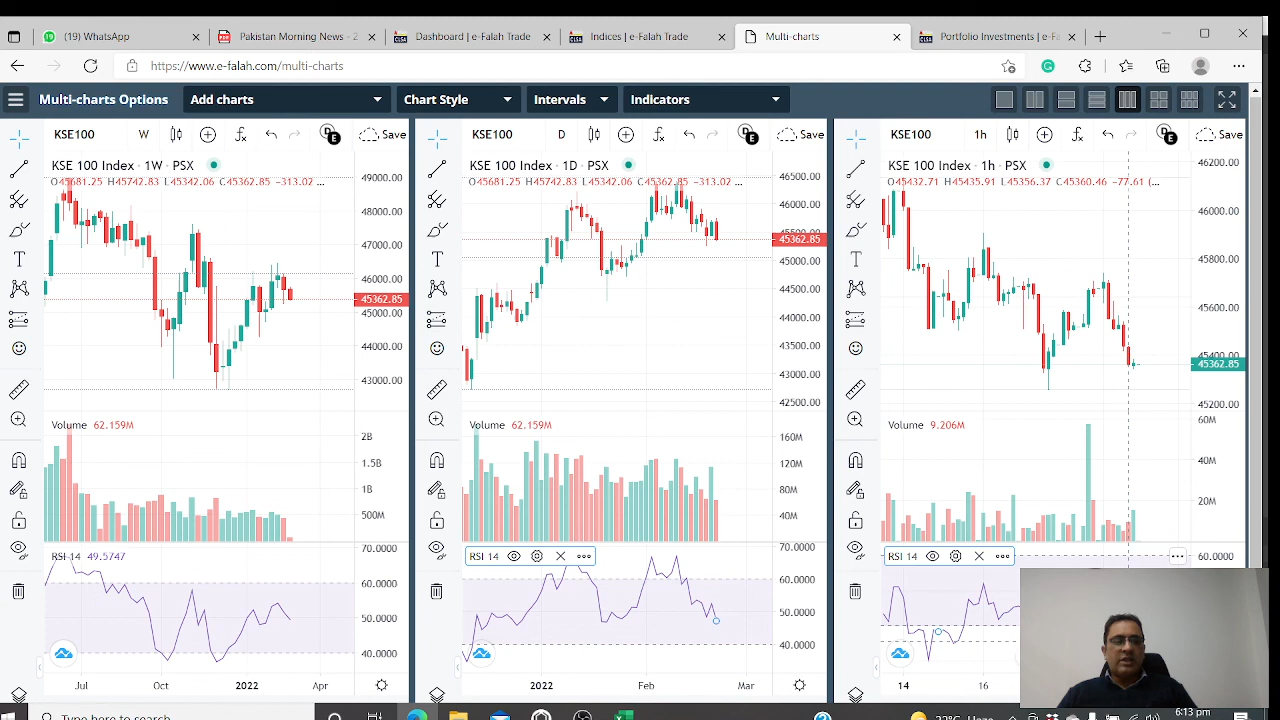 (19) WhatsApp
Pakistan Morning News - 2
Dashboard | e-Falah Trade
Indices | e-Falah Trade
Multi-charts
Portfolio Investments | e-Fa
https://www.e-falah.com/multi-charts
Multi-charts Options
Add charts
Chart Style
Intervals
Indicators
KSE100 W Save
KSE 100 Index · 1W · PSX
O45681.25 H45742.83 L45342.06 C45362.85 −313.02 ...
49000.00
48000.00
47000.00
46000.00
45362.85
45000.00
44000.00
43000.00
Volume 62.159M
2B
1.5B
1B
500M
RSI 14 49.5747
70.0000
60.0000
50.0000
40.0000
Jul Oct 2022 Apr
KSE100 D Save
KSE 100 Index · 1D · PSX
O45681.25 H45742.83 L45342.06 C45362.85 −313.02 ...
46500.00
46000.00
45362.85
45000.00
44500.00
44000.00
43500.00
43000.00
42500.00
Volume 62.159M
160M
120M
80M
40M
RSI 14
70.0000
60.0000
50.0000
40.0000
2022 Feb Mar
KSE100 1h Save
KSE 100 Index · 1h · PSX
O45432.71 H45435.91 L45356.37 C45360.46 −77.61 (...
46200.00
46000.00
45800.00
45600.00
45400.00
45362.85
45200.00
Volume 9.206M
60M
40M
20M
RSI 14
60.0000
14 16
Type here to search
22°C Haze
6:13 pm